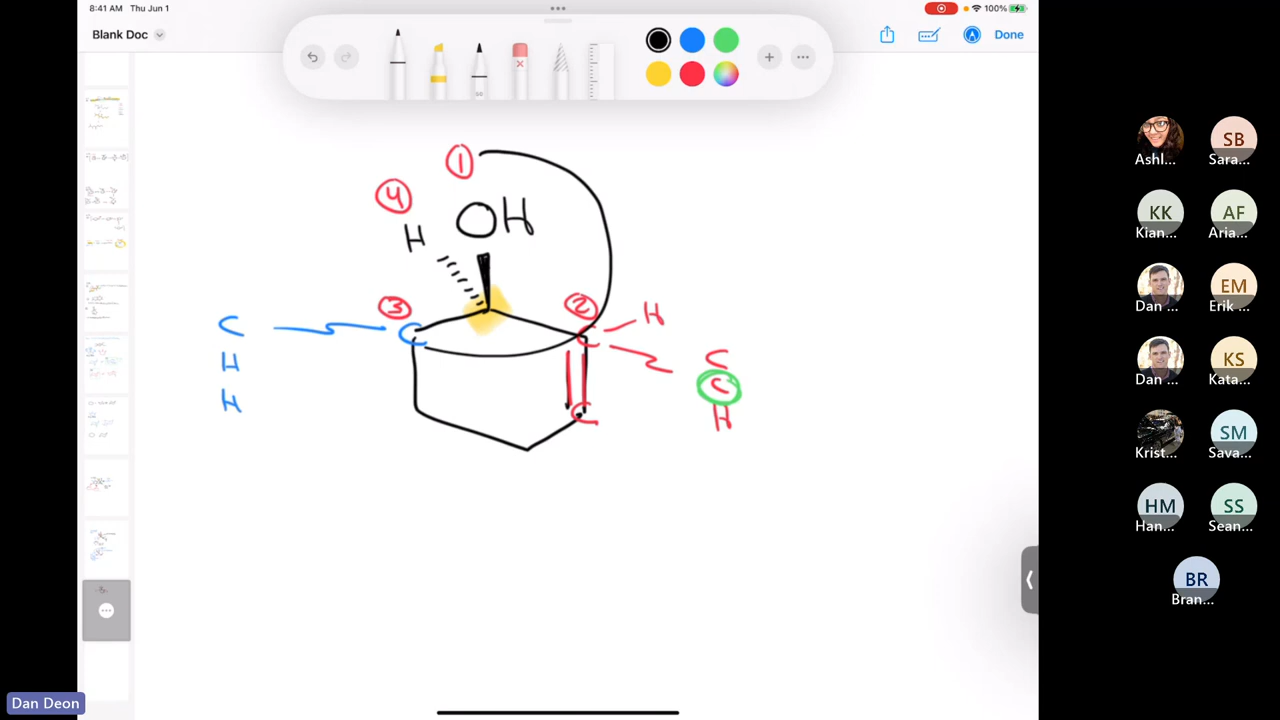 8:41 AM Thu Jun 1
100%
Blank Doc
Done
1
4
OH
H
3
2
H
C
C
C
C
C
H
C
H
H
Ashl...
SB
Sara...
KK
Kian...
AF
Aria...
Dan ...
EM
Erik ...
Dan ...
KS
Kata...
Krist...
SM
Sava...
HM
Han...
SS
Sean...
BR
Bran...
Dan Deon